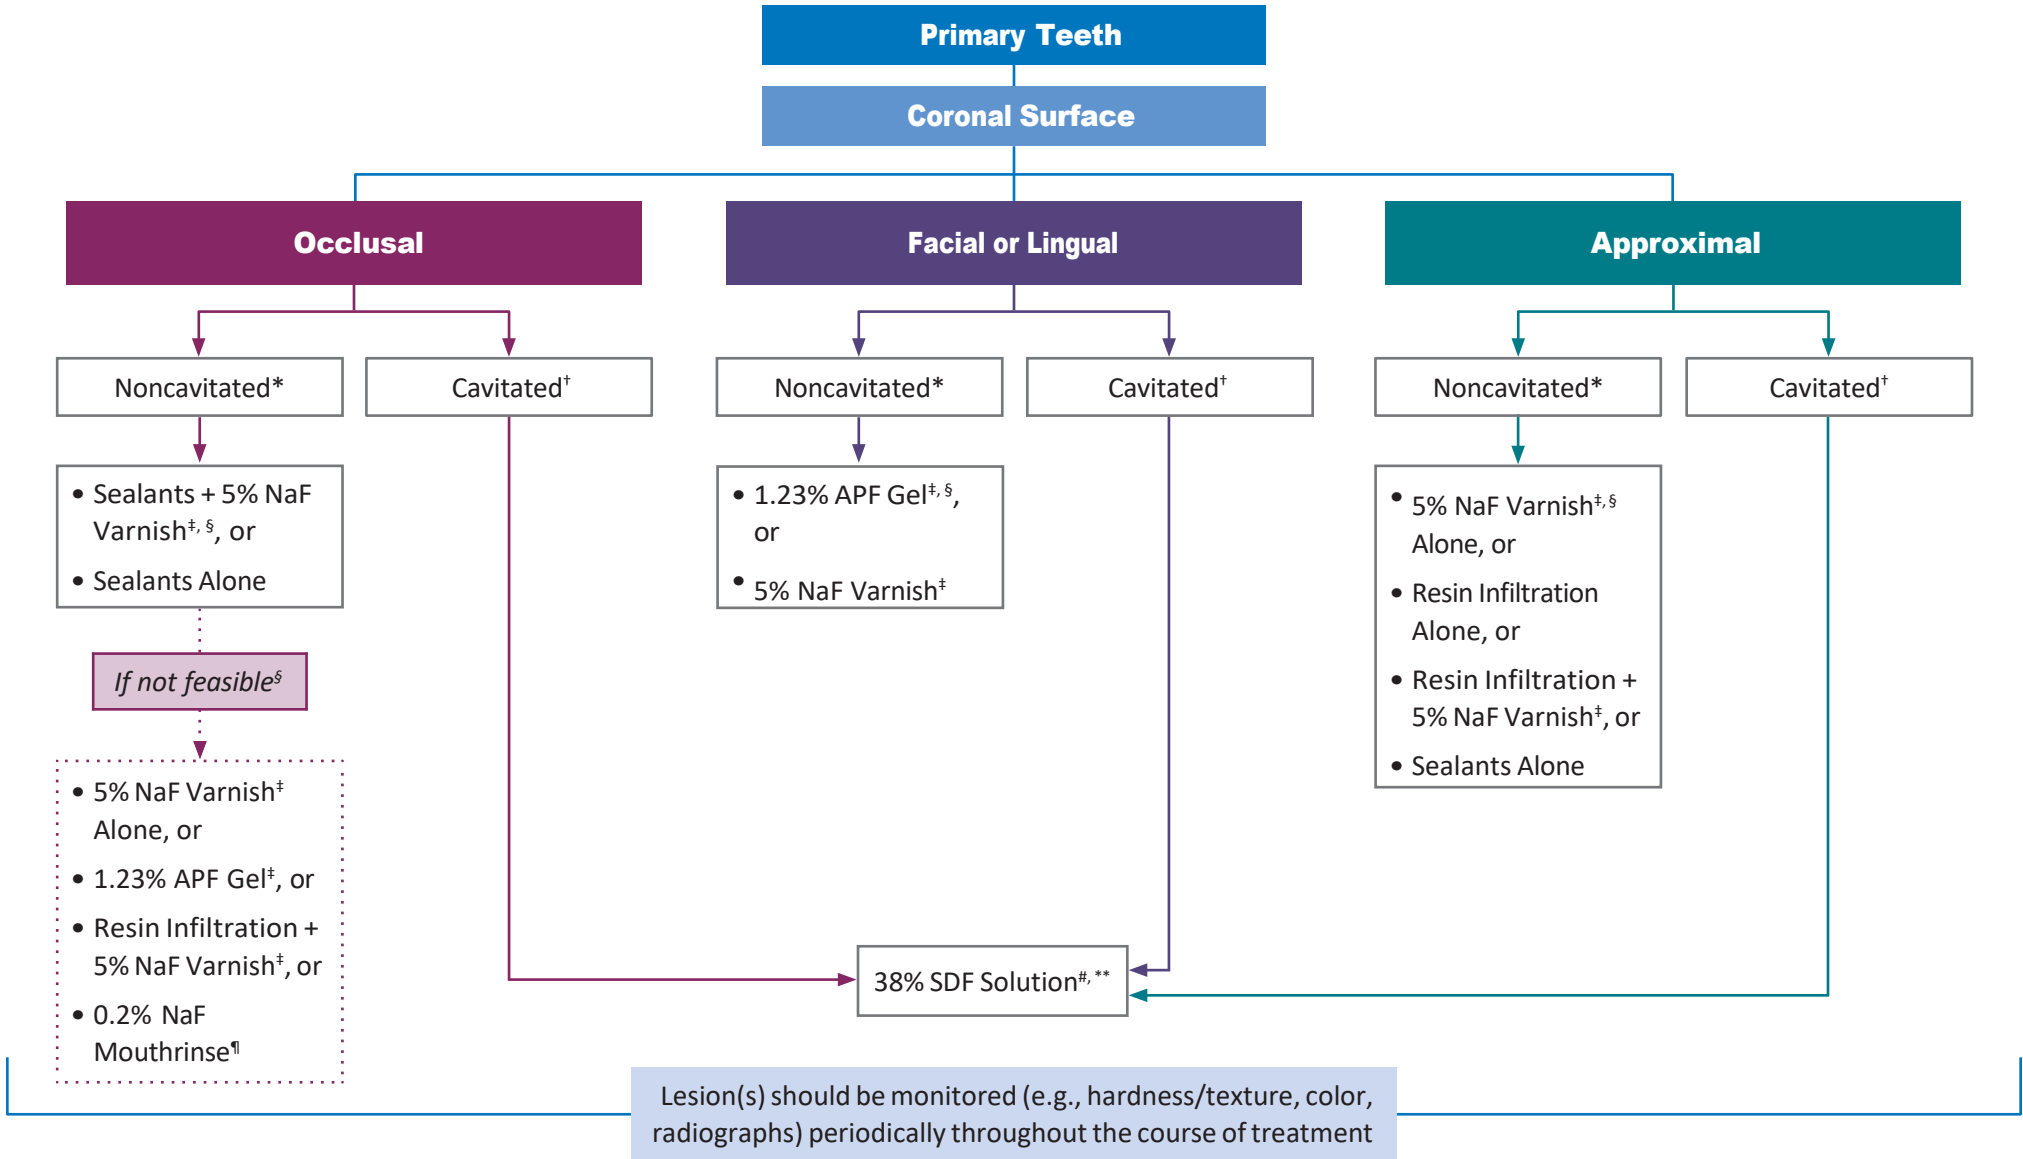 Primary Teeth
Coronal Surface
Occlusal
Facial or Lingual
Approximal
Noncavitated*
Cavitated†
Noncavitated*
Cavitated†
Noncavitated*
Cavitated†
• Sealants + 5% NaF
Varnish‡, §, or
• Sealants Alone
If not feasible§
• 5% NaF Varnish‡
Alone, or
• 1.23% APF Gel‡, or
• Resin Infiltration +
5% NaF Varnish‡, or
• 0.2% NaF
Mouthrinse¶
• 1.23% APF Gel‡, §,
or
• 5% NaF Varnish‡
• 5% NaF Varnish‡, §
Alone, or
• Resin Infiltration
Alone, or
• Resin Infiltration +
5% NaF Varnish‡, or
• Sealants Alone
38% SDF Solution#, **
Lesion(s) should be monitored (e.g., hardness/texture, color,
radiographs) periodically throughout the course of treatment